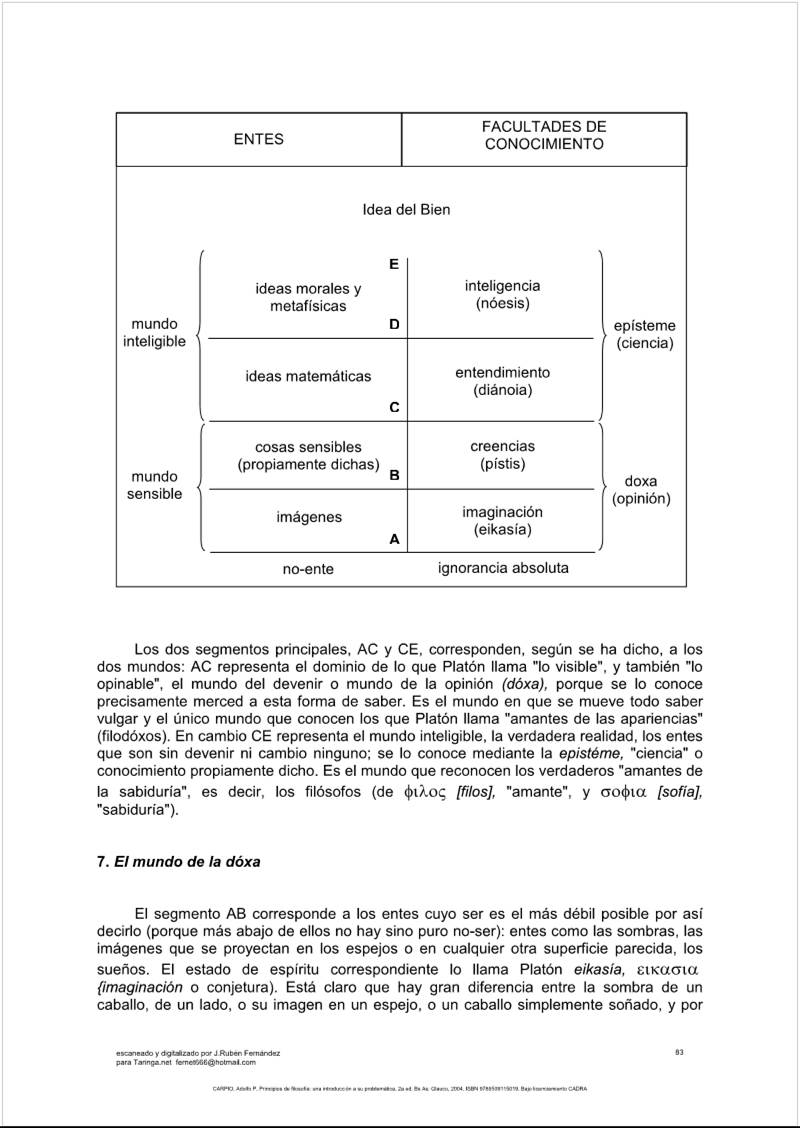 ENTES
FACULTADES DE
CONOCIMIENTO
Idea del Bien
E
ideas morales y
metafísicas
inteligencia
(nóesis)
mundo
inteligible
D
epísteme
(ciencia)
ideas matemáticas
entendimiento
(diánoia)
C
cosas sensibles
(propiamente dichas)
creencias
(pístis)
B
mundo
sensible
doxa
(opinión)
imágenes
imaginación
(eikasía)
A
no-ente
ignorancia absoluta
Los dos segmentos principales, AC y CE, corresponden, según se ha dicho, a los
dos mundos: AC representa el dominio de lo que Platón llama "lo visible", y también "lo
opinable", el mundo del devenir o mundo de la opinión (dóxa), porque se lo conoce
precisamente merced a esta forma de saber. Es el mundo en que se mueve todo saber
vulgar y el único mundo que conocen los que Platón llama "amantes de las apariencias"
(filodóxos). En cambio CE representa el mundo inteligible, la verdadera realidad, los entes
que son sin devenir ni cambio ninguno; se lo conoce mediante la epistéme, "ciencia" o
conocimiento propiamente dicho. Es el mundo que reconocen los verdaderos "amantes de
la sabiduría", es decir, los filósofos (de φιλος [filos], "amante", y σοφια [sofía],
"sabiduría").
7. El mundo de la dóxa
El segmento AB corresponde a los entes cuyo ser es el más débil posible por así
decirlo (porque más abajo de ellos no hay sino puro no-ser): entes como las sombras, las
imágenes que se proyectan en los espejos o en cualquier otra superficie parecida, los
sueños. El estado de espíritu correspondiente lo llama Platón eikasía, εικασια
{imaginación o conjetura). Está claro que hay gran diferencia entre la sombra de un
caballo, de un lado, o su imagen en un espejo, o un caballo simplemente soñado, y por
escaneado y digitalizado por J.Rubén Fernández
para Taringa.net fernet666@hotmail.com
83
CARPIO, Adolfo P. Principios de filosofía: una introducción a su problemática, 2a ed. Bs As. Glauco, 2004, ISBN 9789509115019. Bajo licenciamiento CADRA